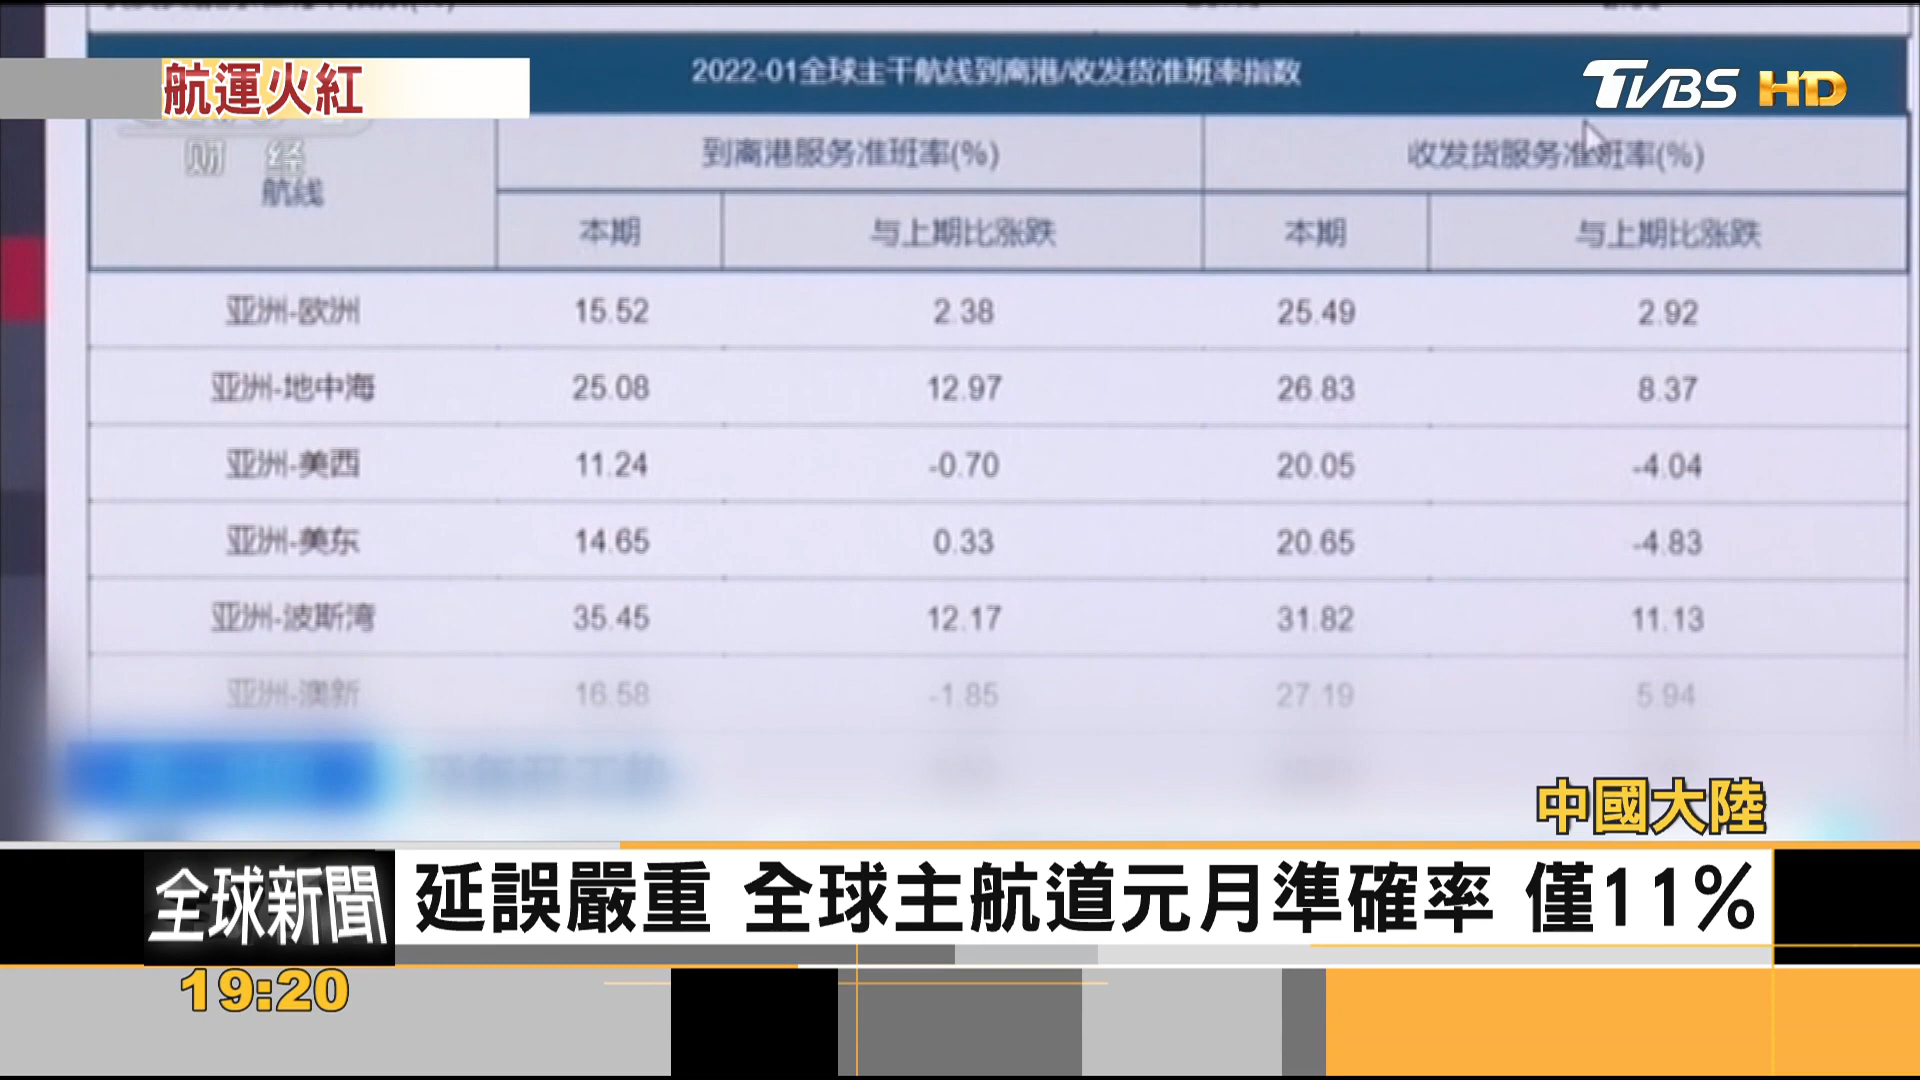 航運火紅
2022-01全球主干航线到离港/收发货准班率指数
TVBS HD
财 经
航线
到离港服务准班率(%)
收发货服务准班率(%)
本期
与上期比涨跌
本期
与上期比涨跌
亚洲-欧洲 15.52 2.38 25.49 2.92
亚洲-地中海 25.08 12.97 26.83 8.37
亚洲-美西 11.24 -0.70 20.05 -4.04
亚洲-美东 14.65 0.33 20.65 -4.83
亚洲-波斯湾 35.45 12.17 31.82 11.13
亚洲-澳新 16.58 -1.85 27.19 5.94
中國大陸
全球新聞
延誤嚴重 全球主航道元月準確率 僅11%
19:20